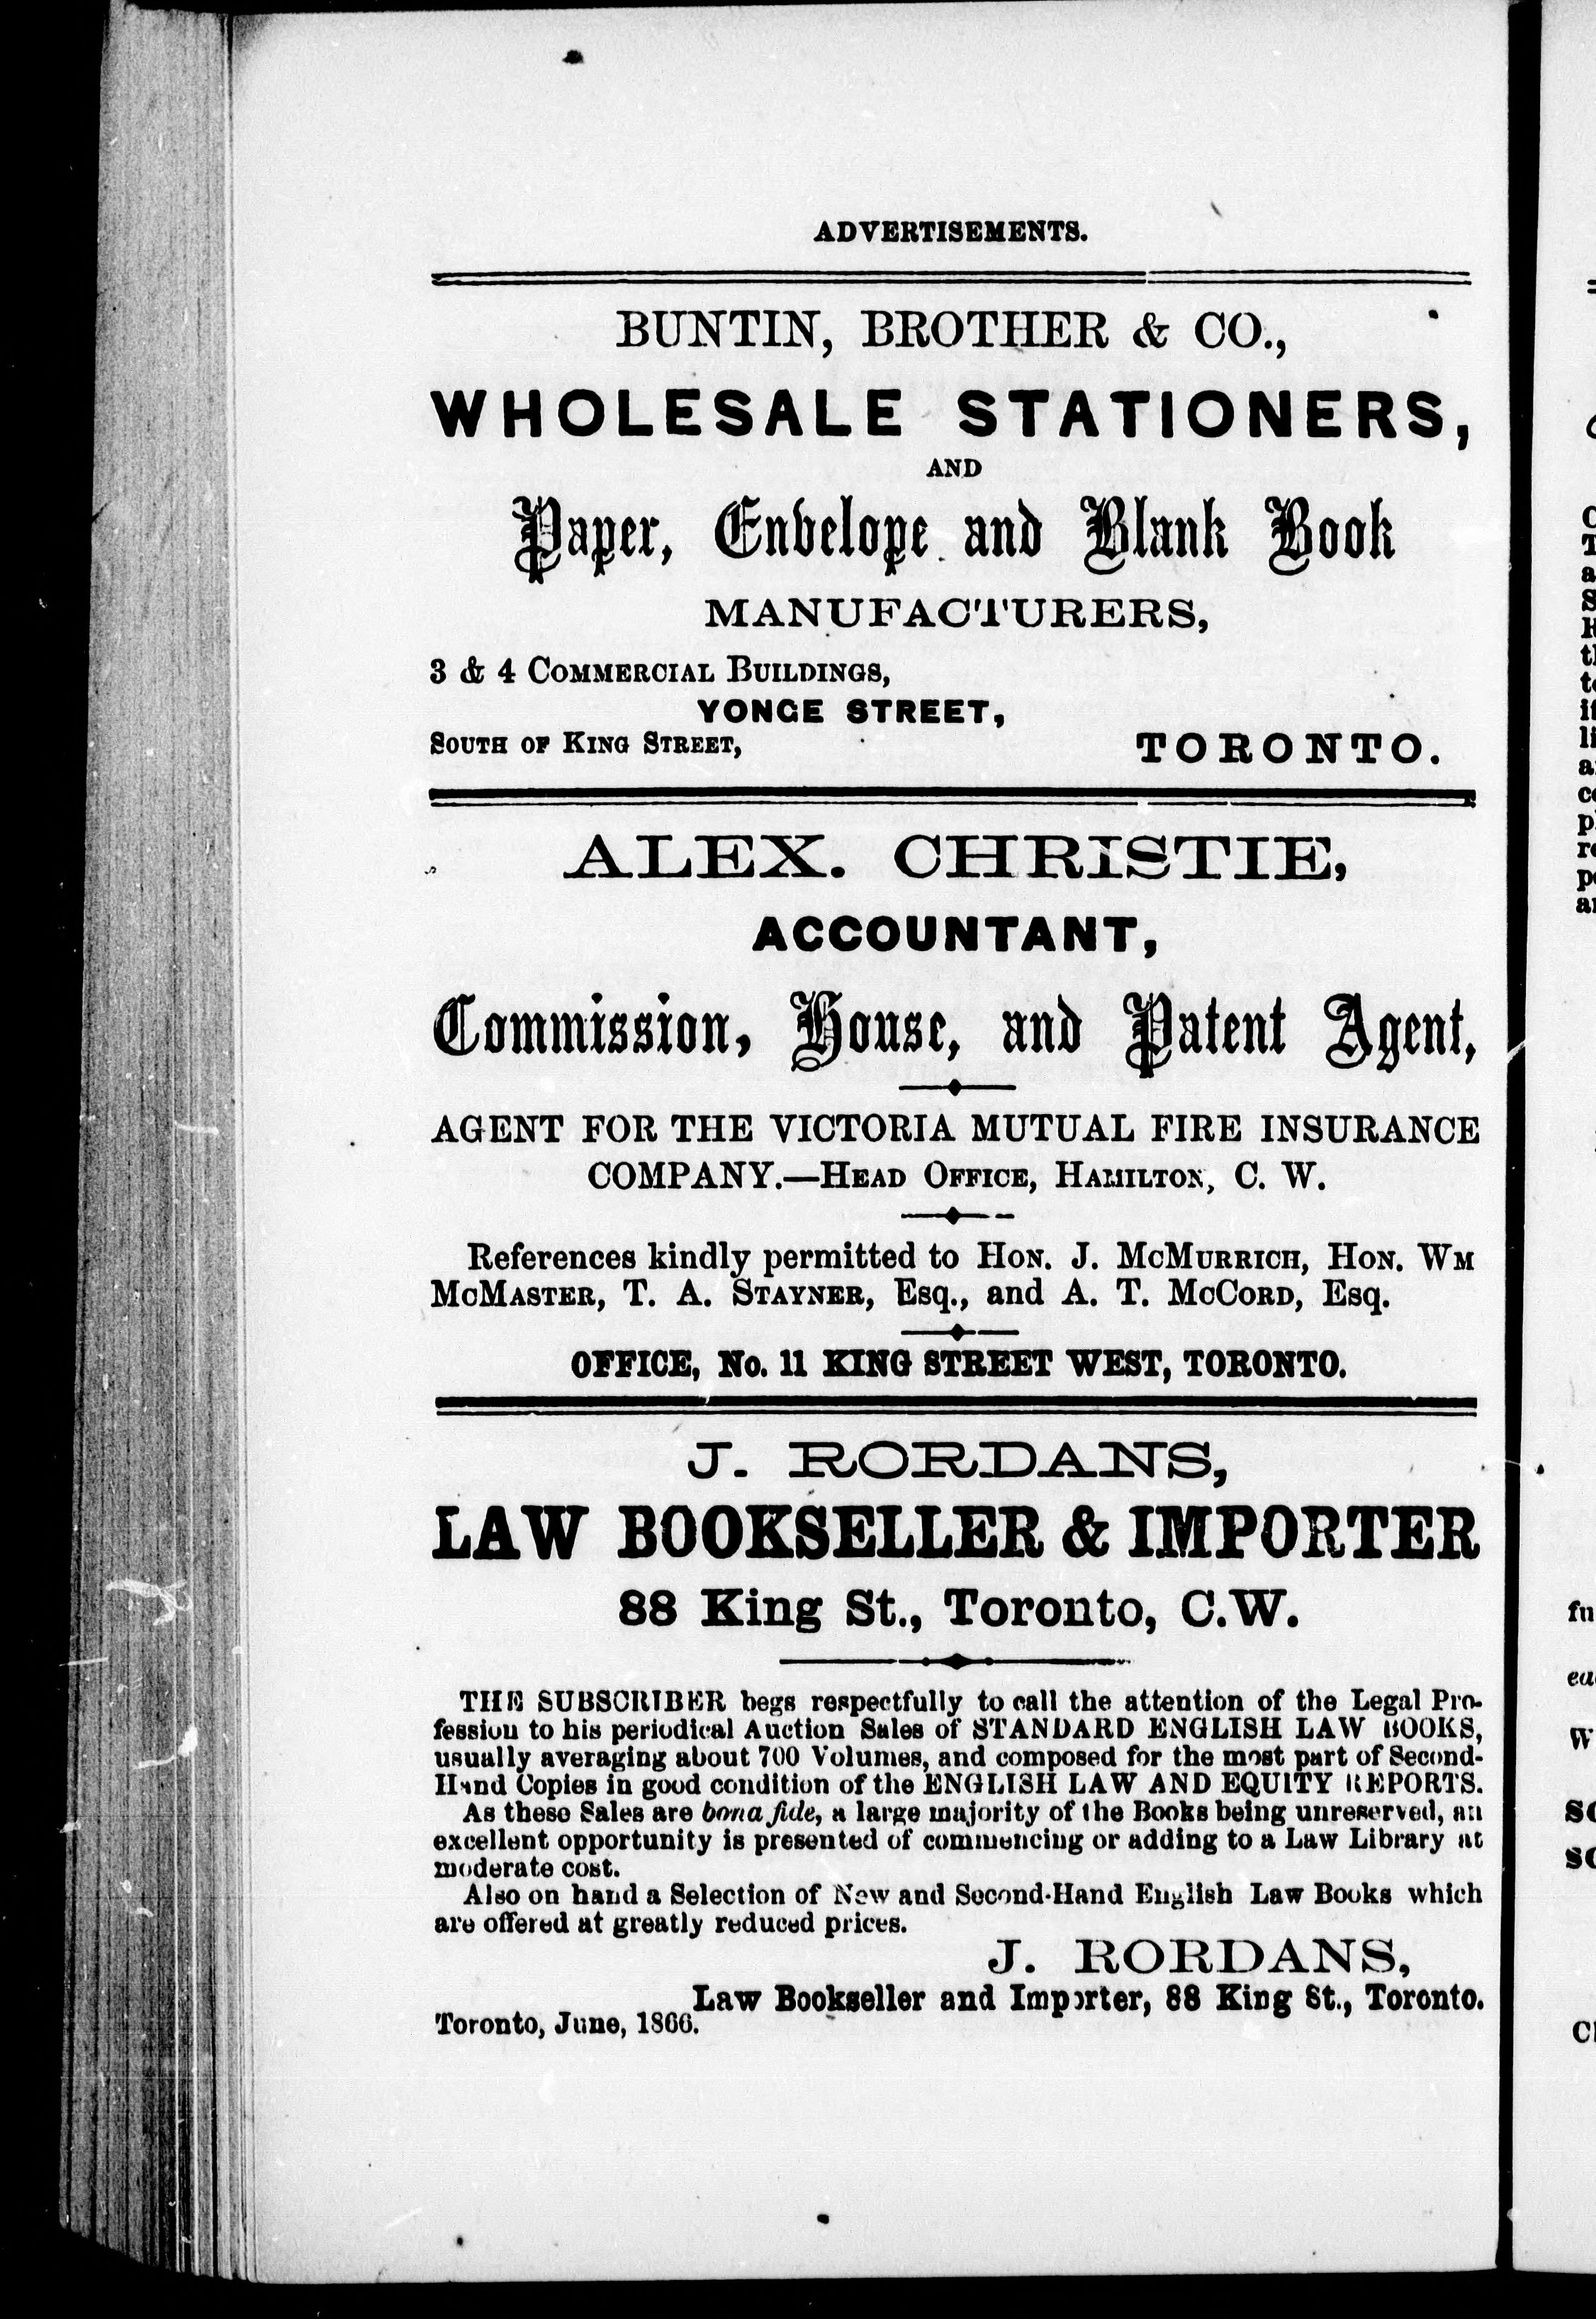 ADVERTISEMENTS.
BUNTIN, BROTHER & CO.,
WHOLESALE STATIONERS,
AND
Paper, Envelope and Blank Book
MANUFACTURERS,
3 & 4 COMMERCIAL BUILDINGS,
YONGE STREET,
SOUTH OF KING STREET,
TORONTO.
ALEX. CHRISTIE,
ACCOUNTANT,
Commission, House, and Patent Agent,
AGENT FOR THE VICTORIA MUTUAL FIRE INSURANCE
COMPANY.—HEAD OFFICE, HAMILTON, C. W.
References kindly permitted to HON. J. MCMURRICH, HON. WM
MCMASTER, T. A. STAYNER, Esq., and A. T. MCCORD, Esq.
OFFICE, No. 11 KING STREET WEST, TORONTO.
J. RORDANS,
LAW BOOKSELLER & IMPORTER
88 King St., Toronto, C.W.
THE SUBSCRIBER begs respectfully to call the attention of the Legal Pro-
fession to his periodical Auction Sales of STANDARD ENGLISH LAW BOOKS,
usually averaging about 700 Volumes, and composed for the most part of Second-
Hand Copies in good condition of the ENGLISH LAW AND EQUITY REPORTS.
As these Sales are bona fide, a large majority of the Books being unreserved, an
excellent opportunity is presented of commencing or adding to a Law Library at
moderate cost.
Also on hand a Selection of New and Second-Hand English Law Books which
are offered at greatly reduced prices.
J. RORDANS,
Law Bookseller and Importer, 88 King St., Toronto.
Toronto, June, 1866.